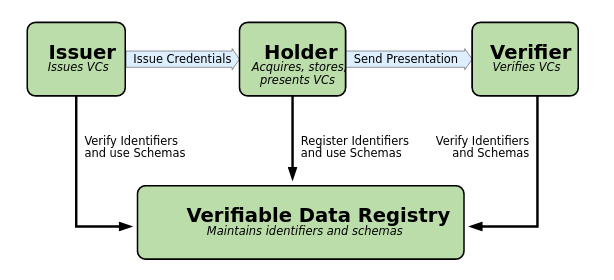 Issuer
Issues VCs
Issue Credentials
Holder
Acquires, stores,
presents VCs
Send Presentation
Verifier
Verifies VCs
Verify Identifiers
and use Schemas
Register Identifiers
and use Schemas
Verify Identifiers
and Schemas
Verifiable Data Registry
Maintains identifiers and schemas